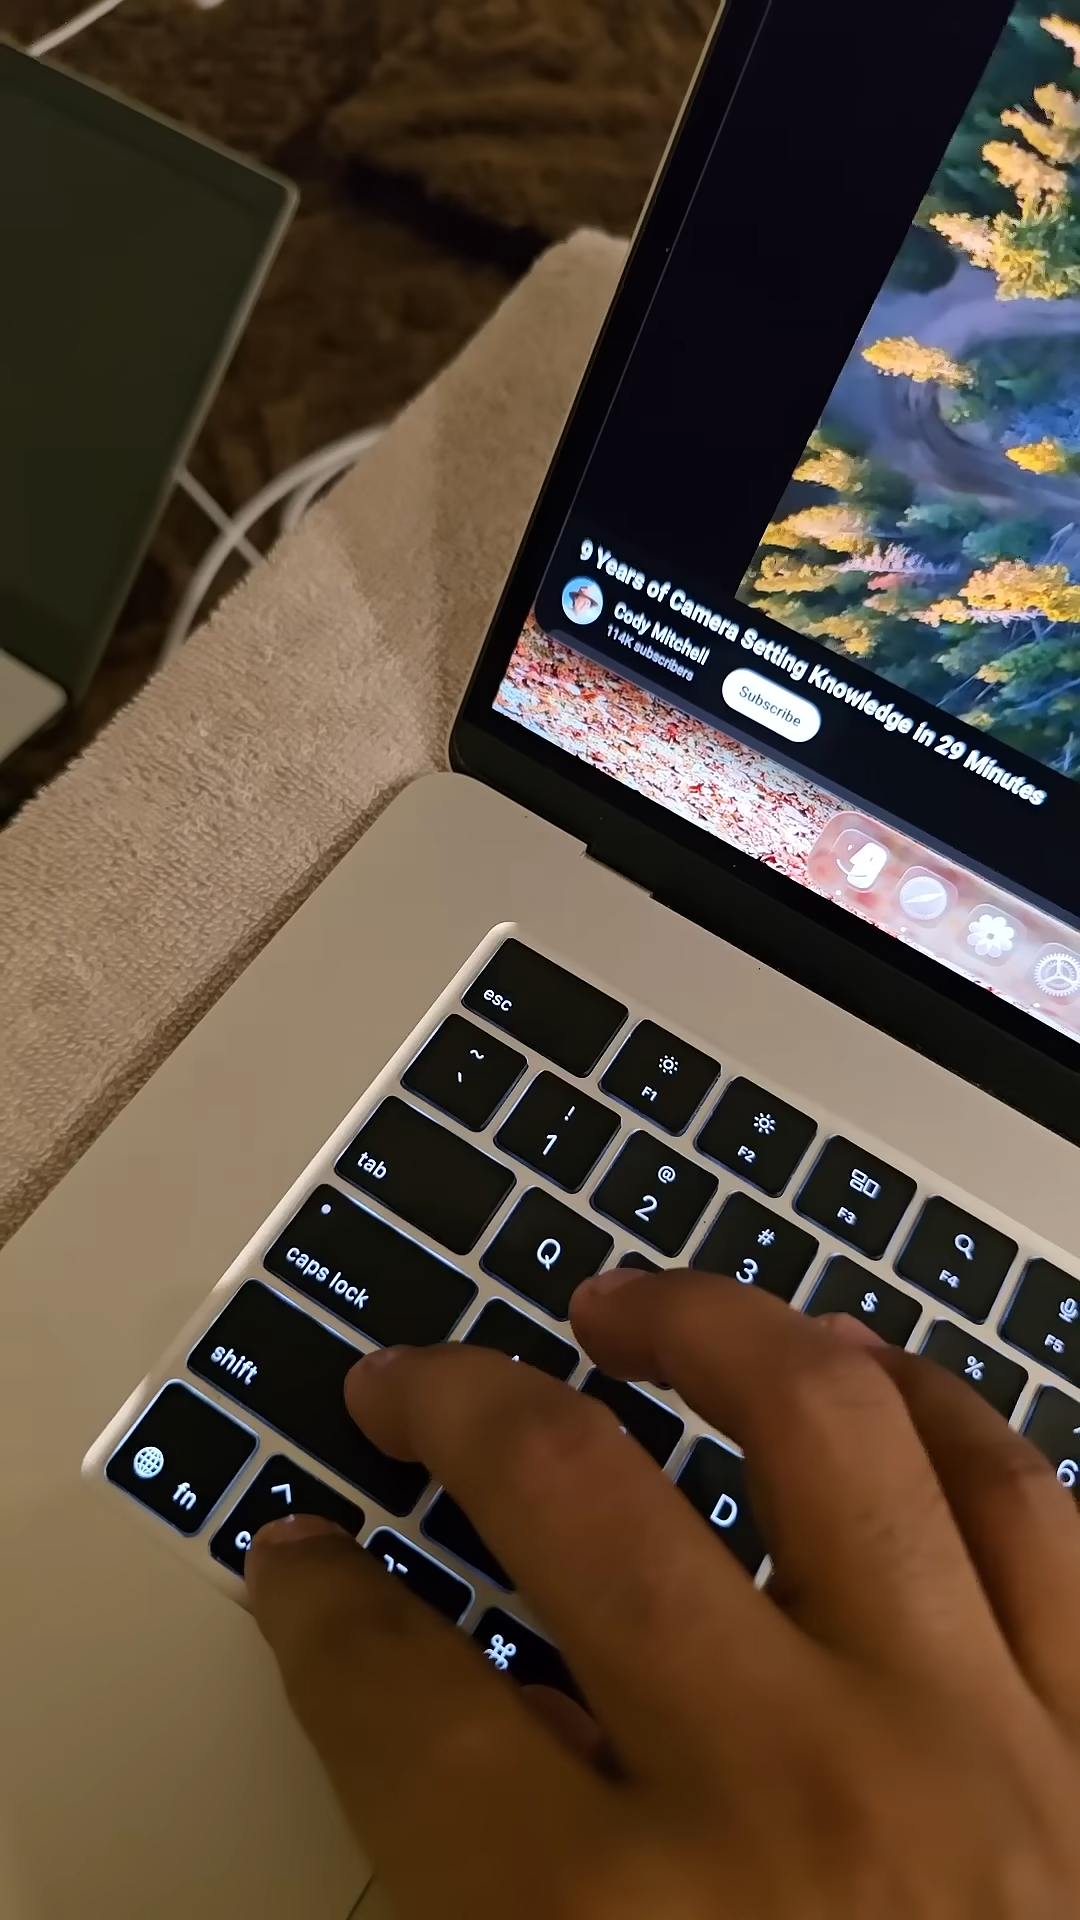 9 Years of Camera Setting Knowledge in 29 Minutes
Cody Mitchell
114K subscribers
Subscribe
esc
F1
F2
F3
F4
F5
~
`
!
1
@
2
#
3
$
%
6
tab
Q
caps lock
D
shift
fn
⌘